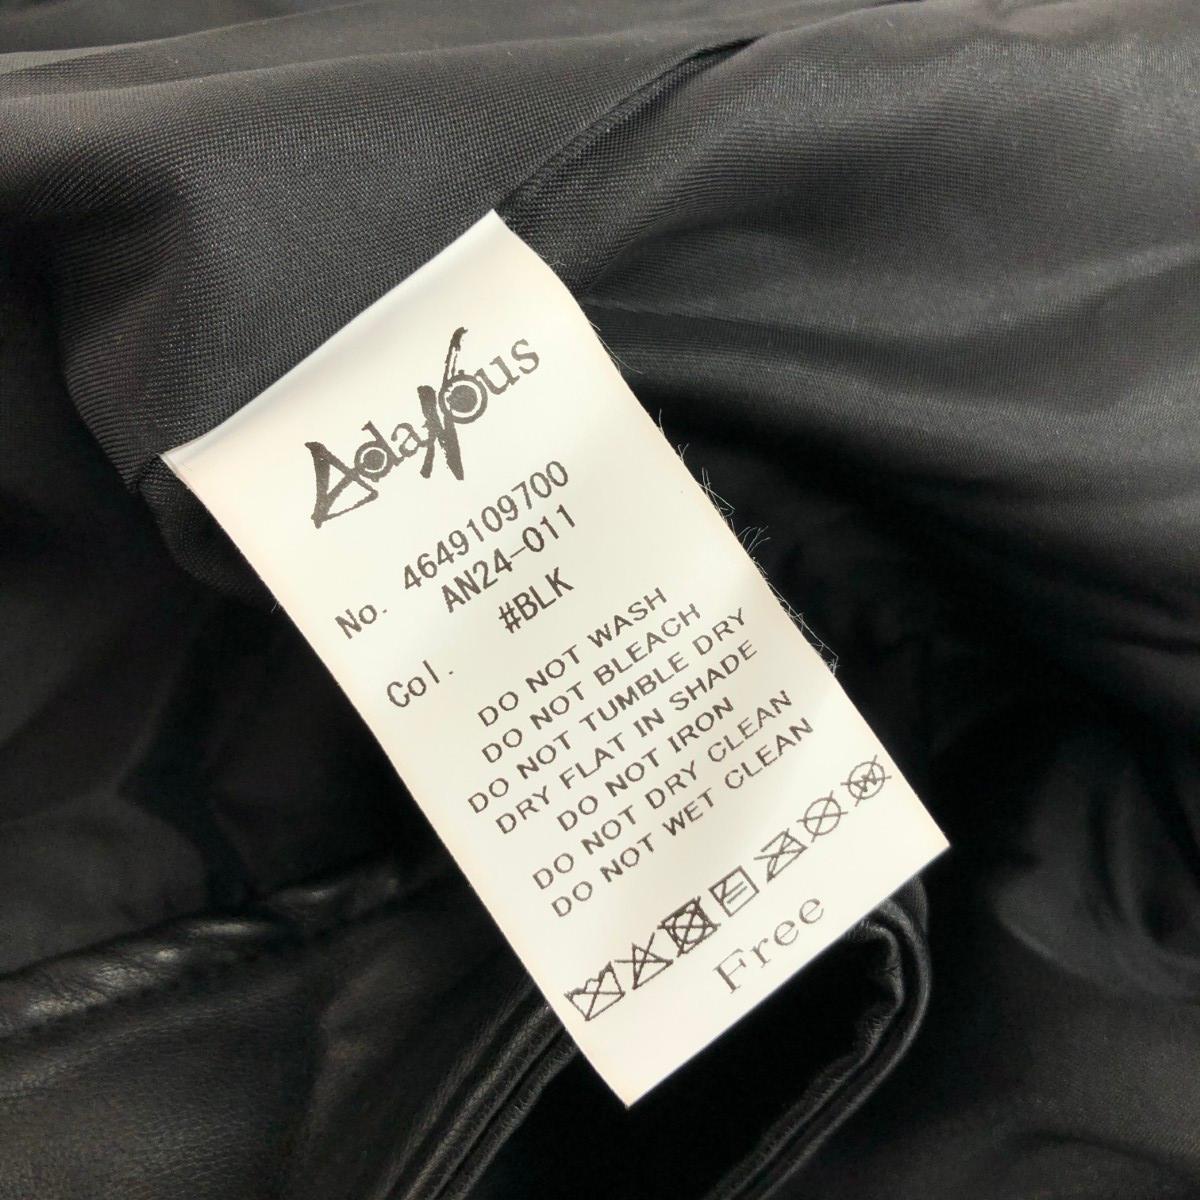 AdaNous
No. 4649109700
AN24-011
Col. #BLK
DO NOT WASH
DO NOT BLEACH
DO NOT TUMBLE DRY
DRY FLAT IN SHADE
DO NOT IRON
DO NOT DRY CLEAN
DO NOT WET CLEAN
W
Free